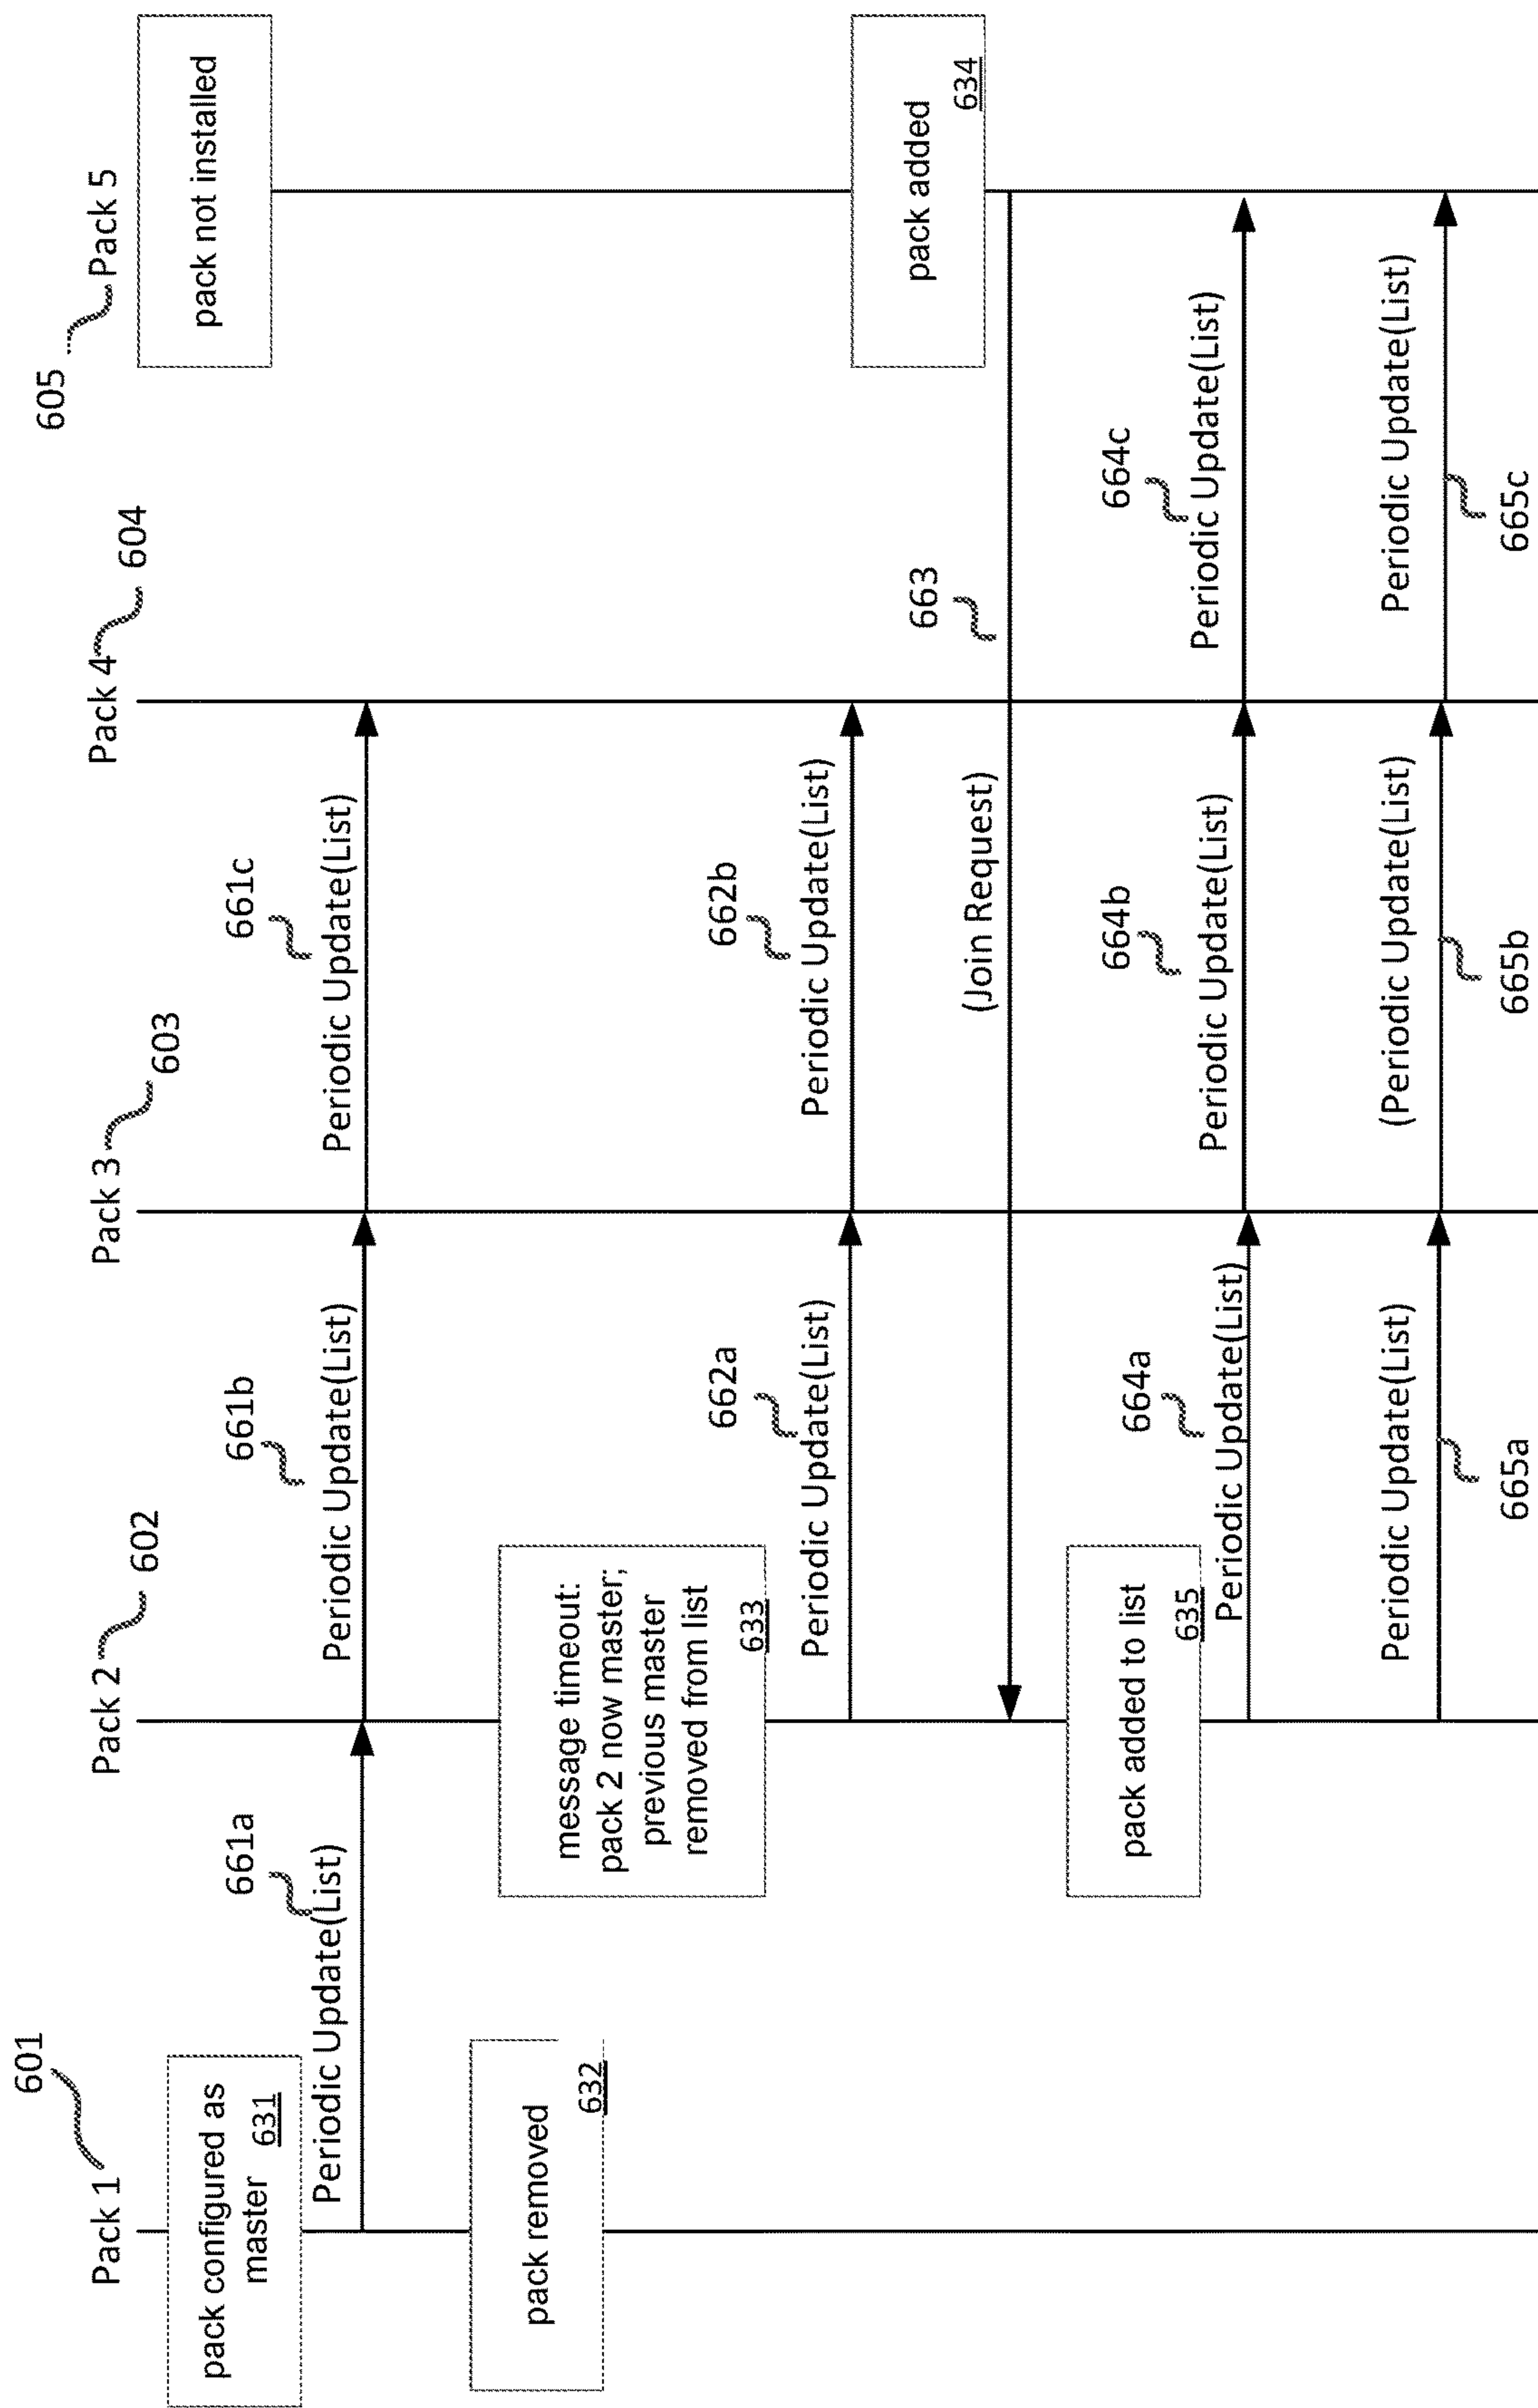 601
Pack 1
Pack 2
602
Pack 3
603
Pack 4
604
605
Pack 5
pack configured as
master 631
pack not installed
661a
Periodic Update(List)
661b
Periodic Update(List)
661c
Periodic Update(List)
pack removed
632
message timeout:
pack 2 now master;
previous master
removed from list
633
662a
Periodic Update(List)
662b
Periodic Update(List)
pack added
634
663
(Join Request)
pack added to list
635
664a
Periodic Update(List)
664b
Periodic Update(List)
664c
Periodic Update(List)
Periodic Update(List)
665a
(Periodic Update(List)
665b
Periodic Update(List)
665c